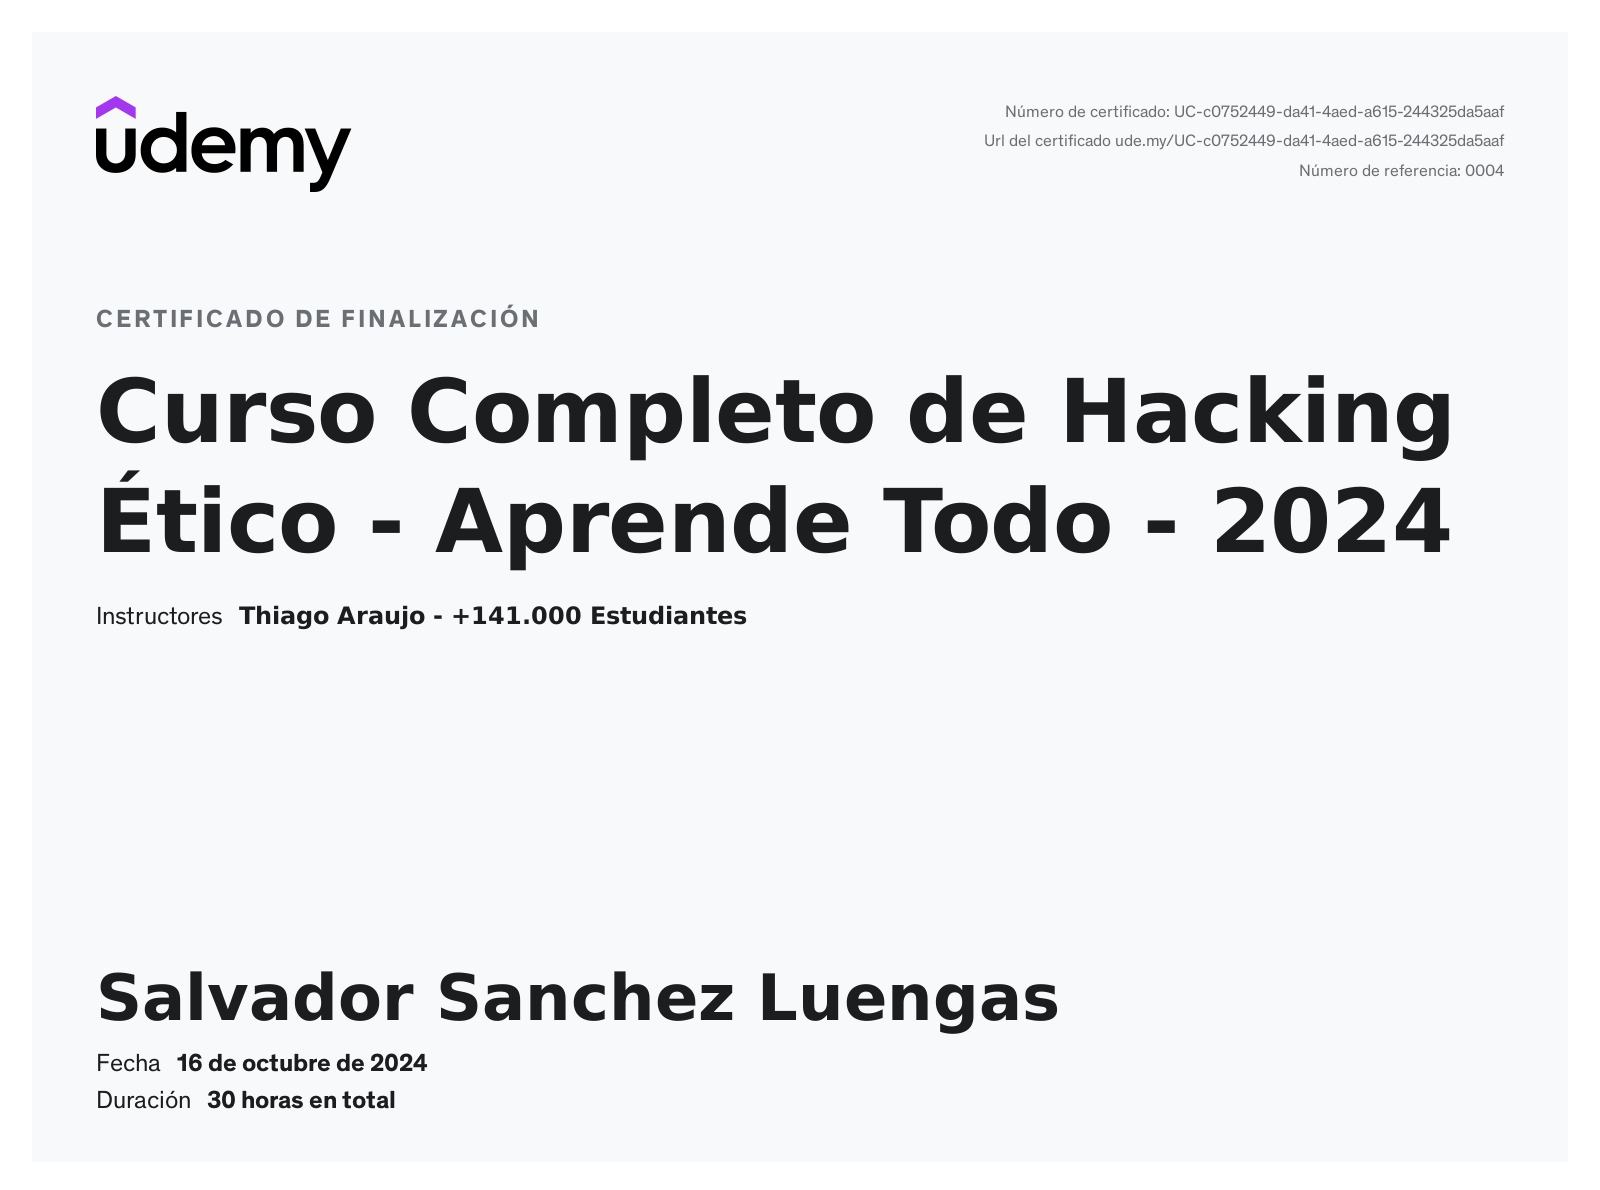 udemy
Número de certificado: UC-c0752449-da41-4aed-a615-244325da5aaf
Url del certificado ude.my/UC-c0752449-da41-4aed-a615-244325da5aaf
Número de referencia: 0004
CERTIFICADO DE FINALIZACIÓN
Curso Completo de Hacking
Ético - Aprende Todo - 2024
Instructores Thiago Araujo - +141.000 Estudiantes
Salvador Sanchez Luengas
Fecha 16 de octubre de 2024
Duración 30 horas en total